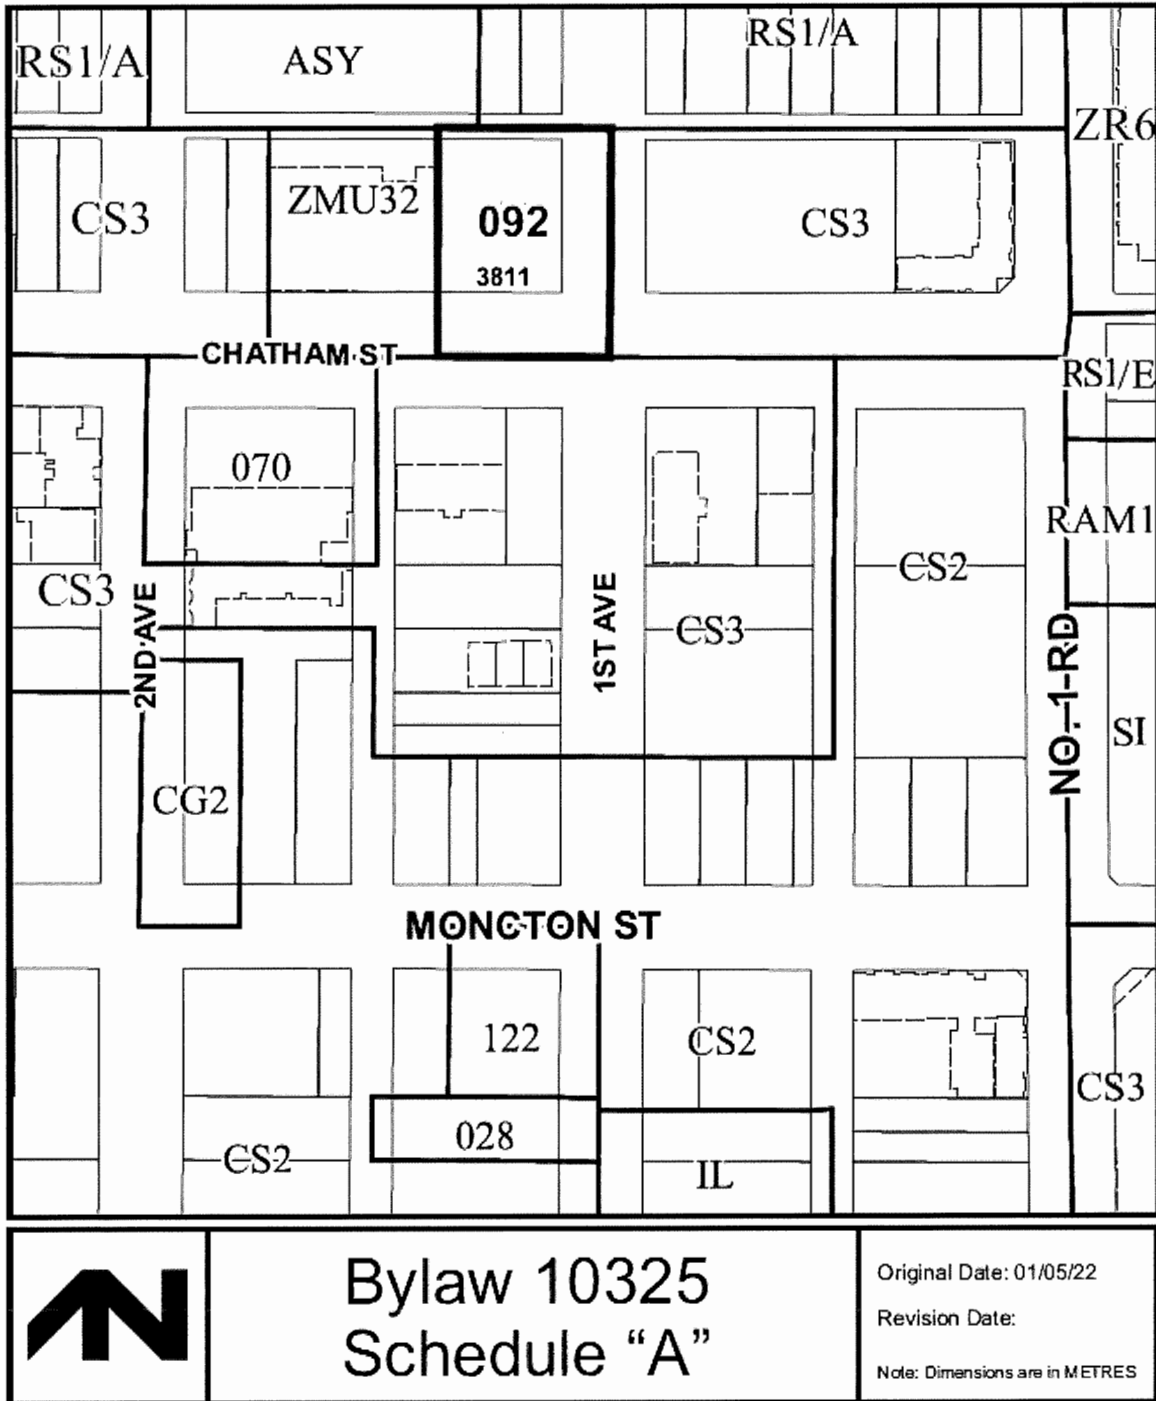 RS1/A
ASY
RS1/A
ZR6
CS3
ZMU32
092
3811
CS3
CHATHAM ST
RS1/E
070
RAM1
CS3
2ND AVE
1ST AVE
CS3
CS2
NO. 1 RD
SI
CG2
MONCTON ST
122
CS2
CS3
028
CS2
IL
Bylaw 10325
Schedule “A”
Original Date: 01/05/22
Revision Date:
Note: Dimensions are in METRES